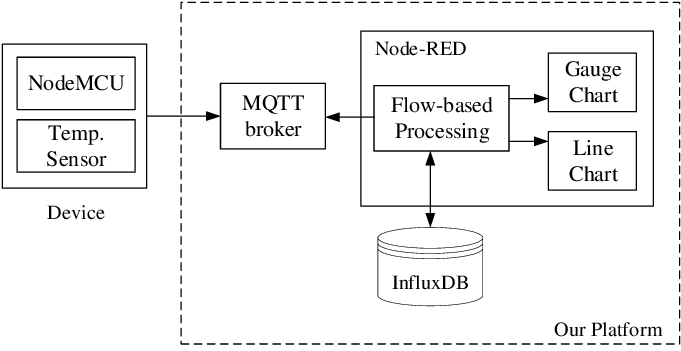 NodeMCU
Temp.
Sensor
Device
MQTT
broker
Node-RED
Flow-based
Processing
Gauge
Chart
Line
Chart
InfluxDB
Our Platform